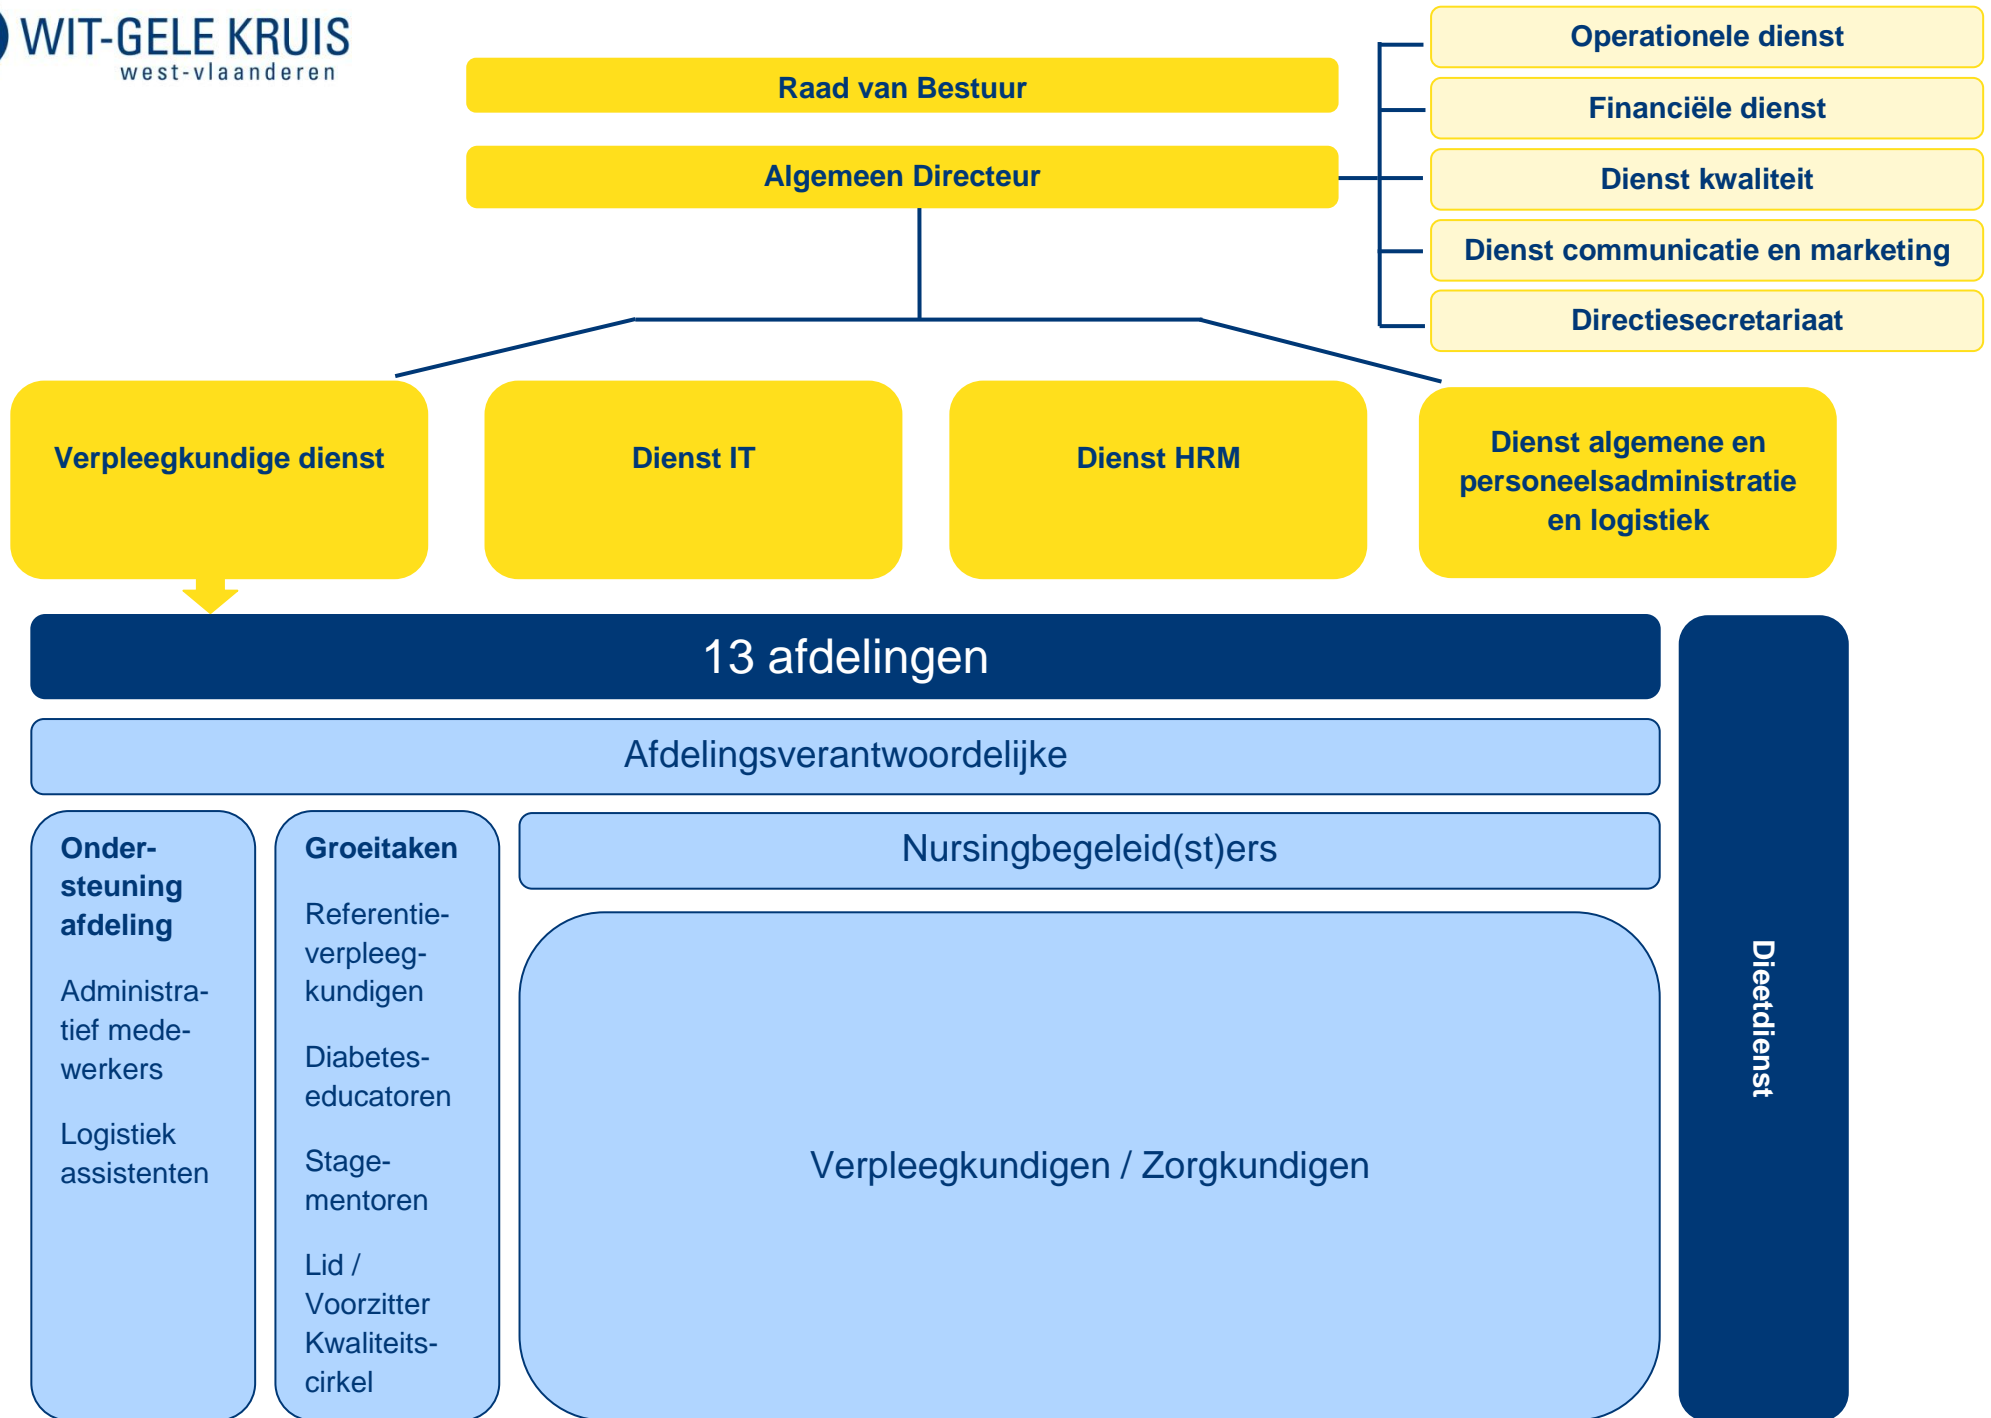 WIT-GELE KRUIS
west-vlaanderen
Raad van Bestuur
Algemeen Directeur
Operationele dienst
Financiële dienst
Dienst kwaliteit
Dienst communicatie en marketing
Directiesecretariaat
Verpleegkundige dienst
Dienst IT
Dienst HRM
Dienst algemene en
personeelsadministratie
en logistiek
13 afdelingen
Afdelingsverantwoordelijke
Onder-
steuning
afdeling
Administra-
tief mede-
werkers
Logistiek
assistenten
Groeitaken
Referentie-
verpleeg-
kundigen
Diabetes-
educatoren
Stage-
mentoren
Lid /
Voorzitter
Kwaliteits-
cirkel
Nursingbegeleid(st)ers
Verpleegkundigen / Zorgkundigen
Dieetdienst